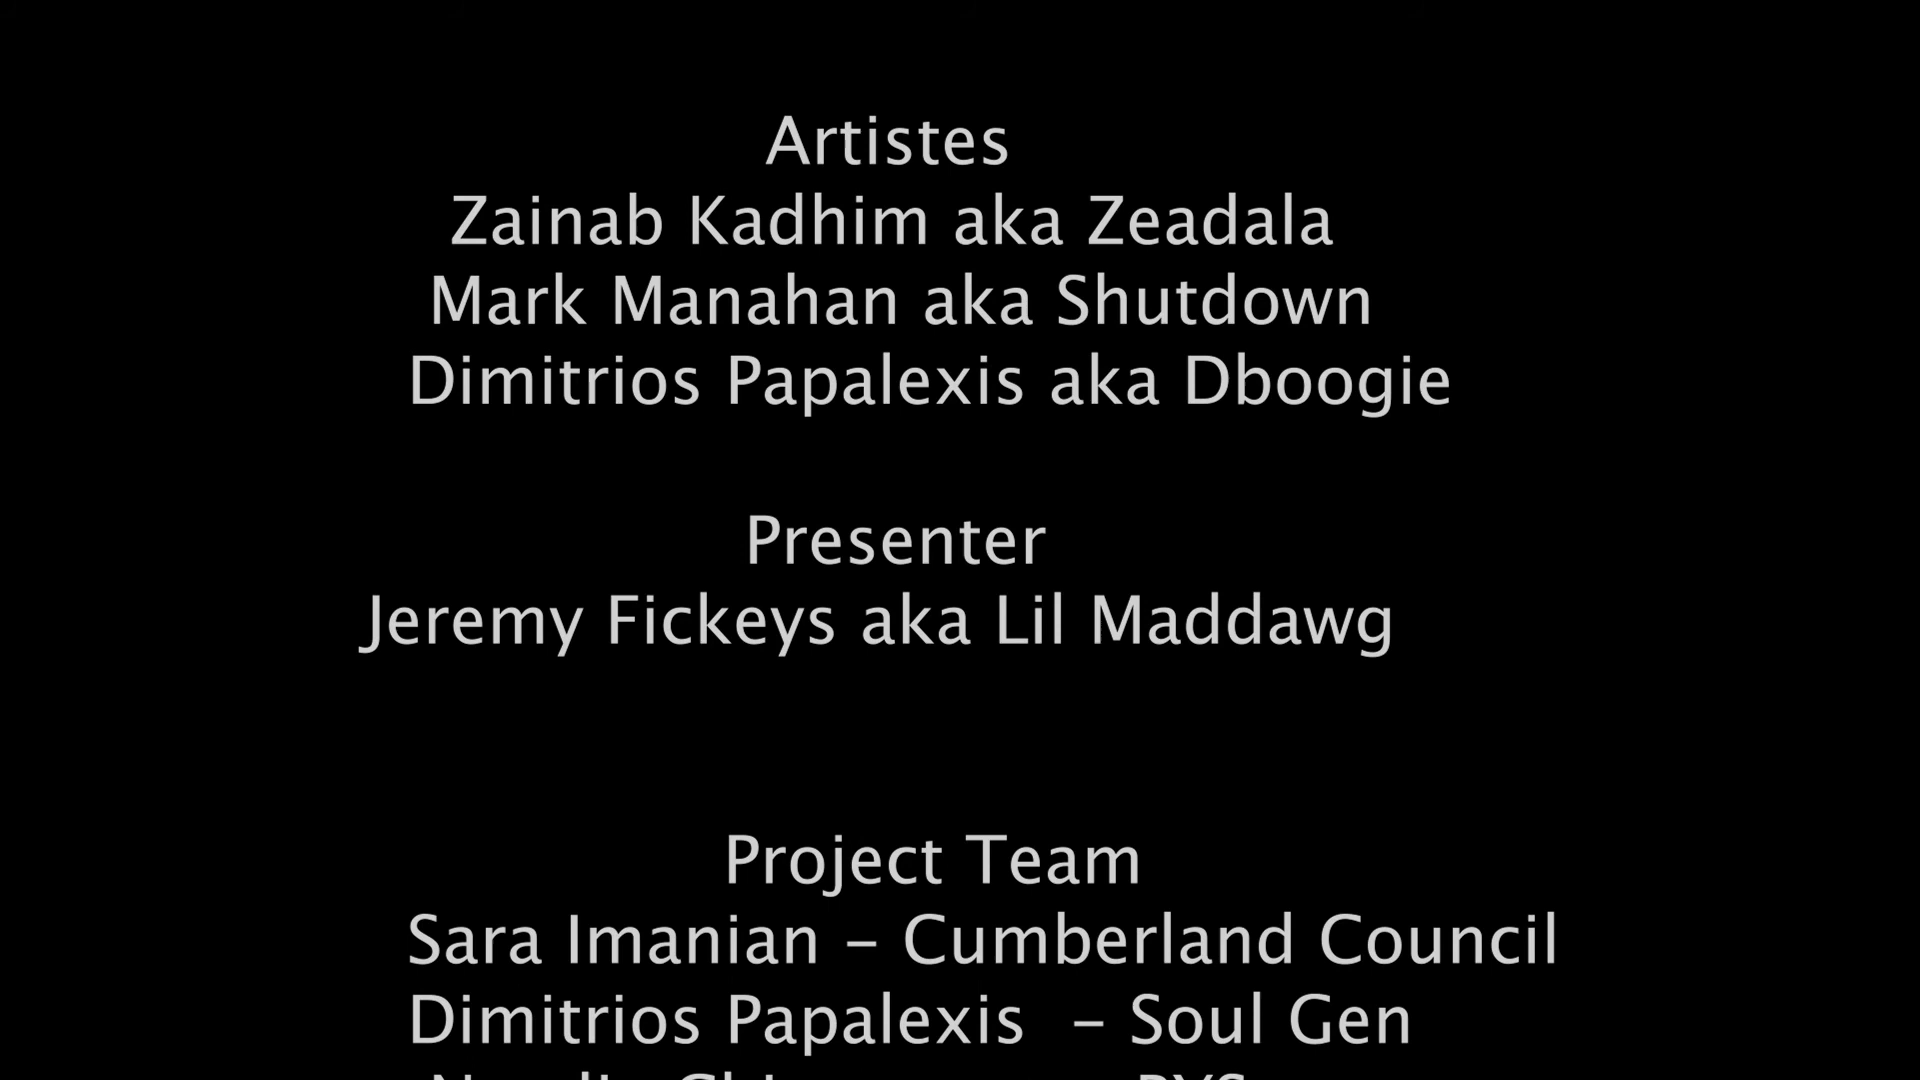 Artistes
Zainab Kadhim aka Zeadala
Mark Manahan aka Shutdown
Dimitrios Papalexis aka Dboogie
Presenter
Jeremy Fickeys aka Lil Maddawg
Project Team
Sara Imanian – Cumberland Council
Dimitrios Papalexis – Soul Gen